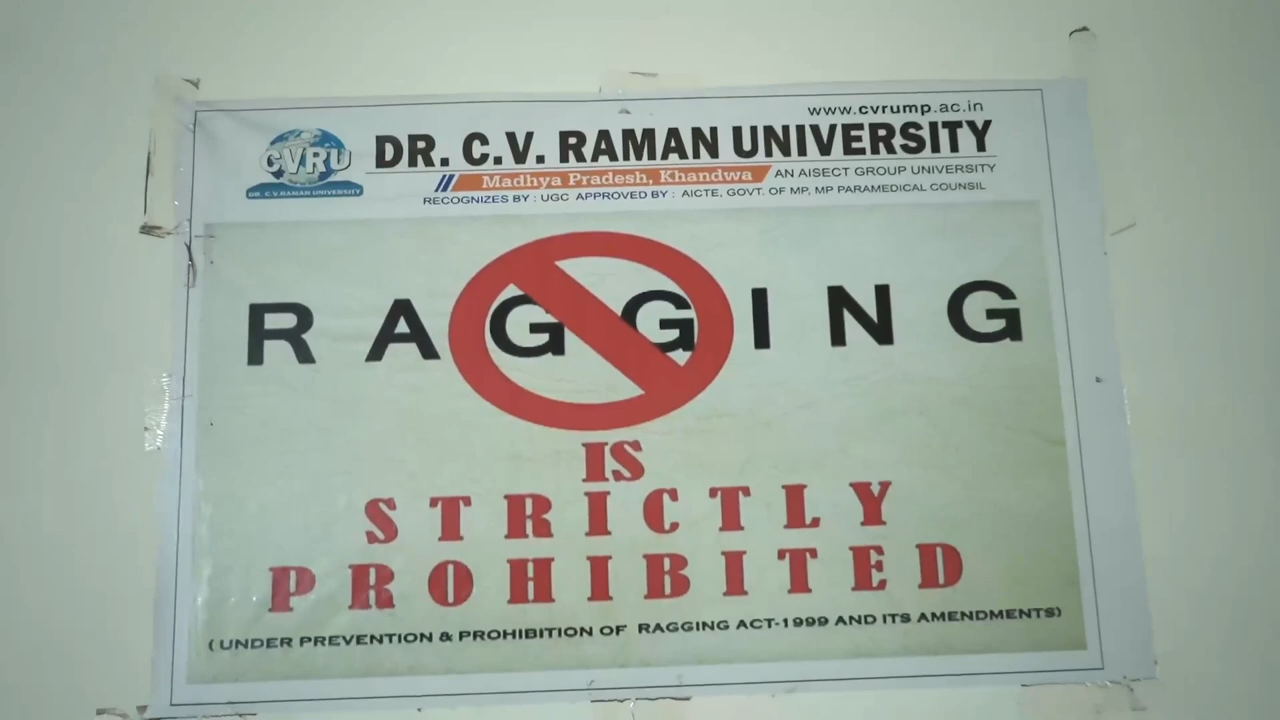 www.cvrump.ac.in
CVRU
DR. C.V.RAMAN UNIVERSITY
DR. C.V. RAMAN UNIVERSITY
Madhya Pradesh, Khandwa
AN AISECT GROUP UNIVERSITY
RECOGNIZES BY : UGC APPROVED BY : AICTE, GOVT. OF MP, MP PARAMEDICAL COUNSIL
RAGGING
IS
STRICTLY
PROHIBITED
( UNDER PREVENTION & PROHIBITION OF RAGGING ACT-1999 AND ITS AMENDMENTS)